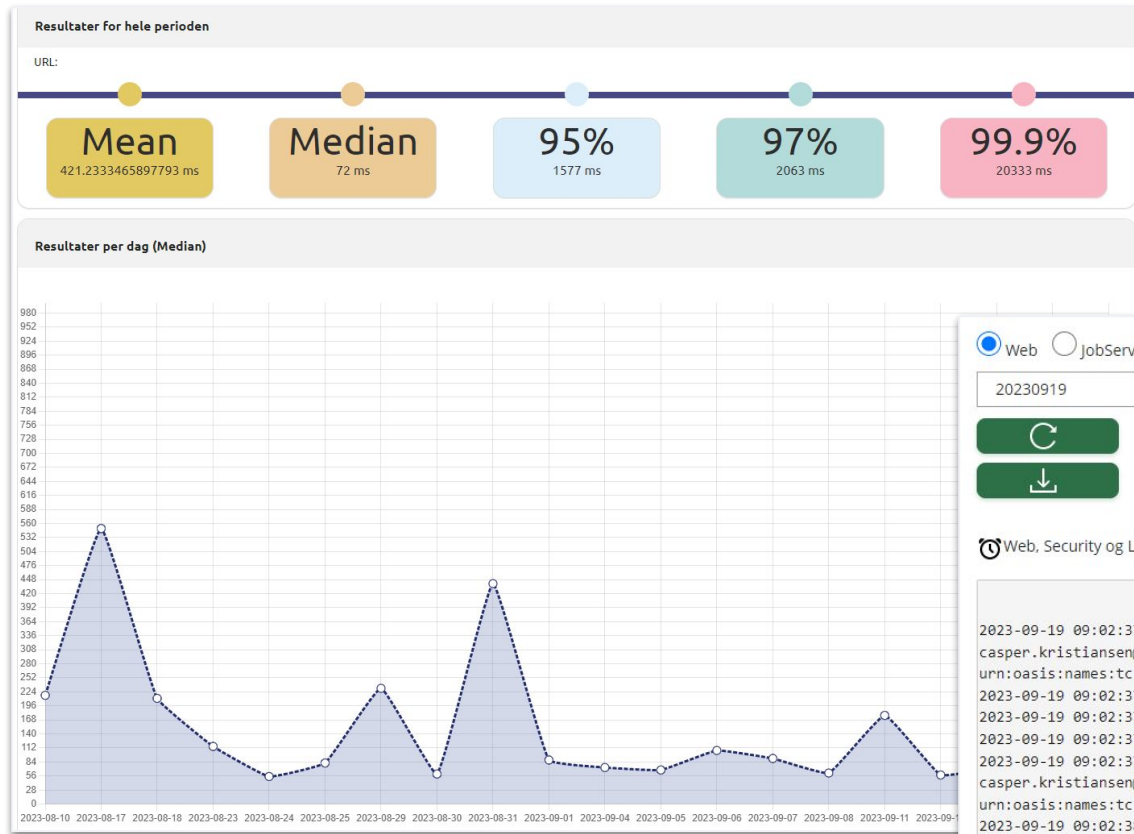 Resultater for hele perioden
URL:
Mean
421.2333465897793 ms
Median
72 ms
95%
1577 ms
97%
2063 ms
99.9%
20333 ms
Resultater per dag (Median)
980
952
924
896
868
840
812
784
756
728
700
672
644
616
588
560
532
504
476
448
420
392
364
336
308
280
252
224
196
168
140
112
84
56
28
0
2023-08-10 2023-08-17 2023-08-18 2023-08-23 2023-08-24 2023-08-25 2023-08-29 2023-08-30 2023-08-31 2023-09-01 2023-09-04 2023-09-05 2023-09-06 2023-09-07 2023-09-08 2023-09-11 2023-09-1
Web JobServ
20230919
Web, Security og L
2023-09-19 09:02:3
casper.kristiansen
urn:oasis:names:tc
2023-09-19 09:02:3
2023-09-19 09:02:3
2023-09-19 09:02:3
2023-09-19 09:02:3
casper.kristiansen
urn:oasis:names:tc
2023-09-19 09:02:3